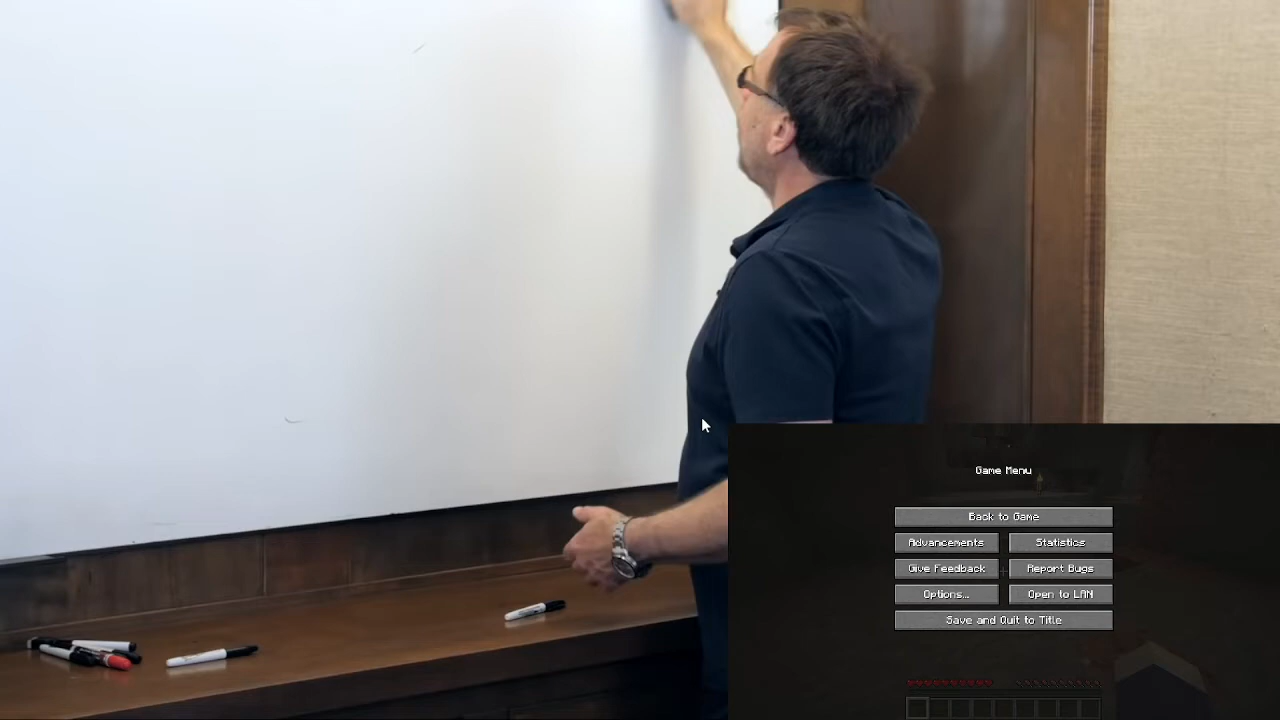 Game Menu
Back to Game
Advancements Statistics
Give Feedback Report Bugs
Options... Open to LAN
Save and Quit to Title